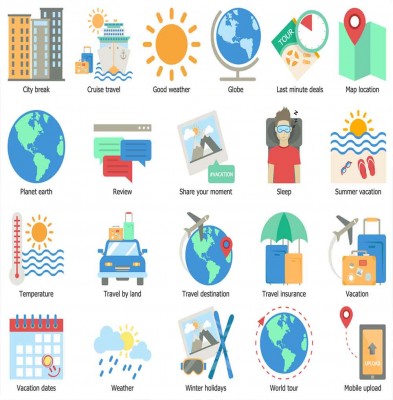 TOUR
City break
Cruise travel
Good weather
Globe
Last minute deals
Map location
#VACATION
Planet earth
Review
Share your moment
Sleep
Summer vacation
Temperature
Travel by land
Travel destination
Travel insurance
Vacation
UPLOAD
Vacation dates
Weather
Winter holidays
World tour
Mobile upload